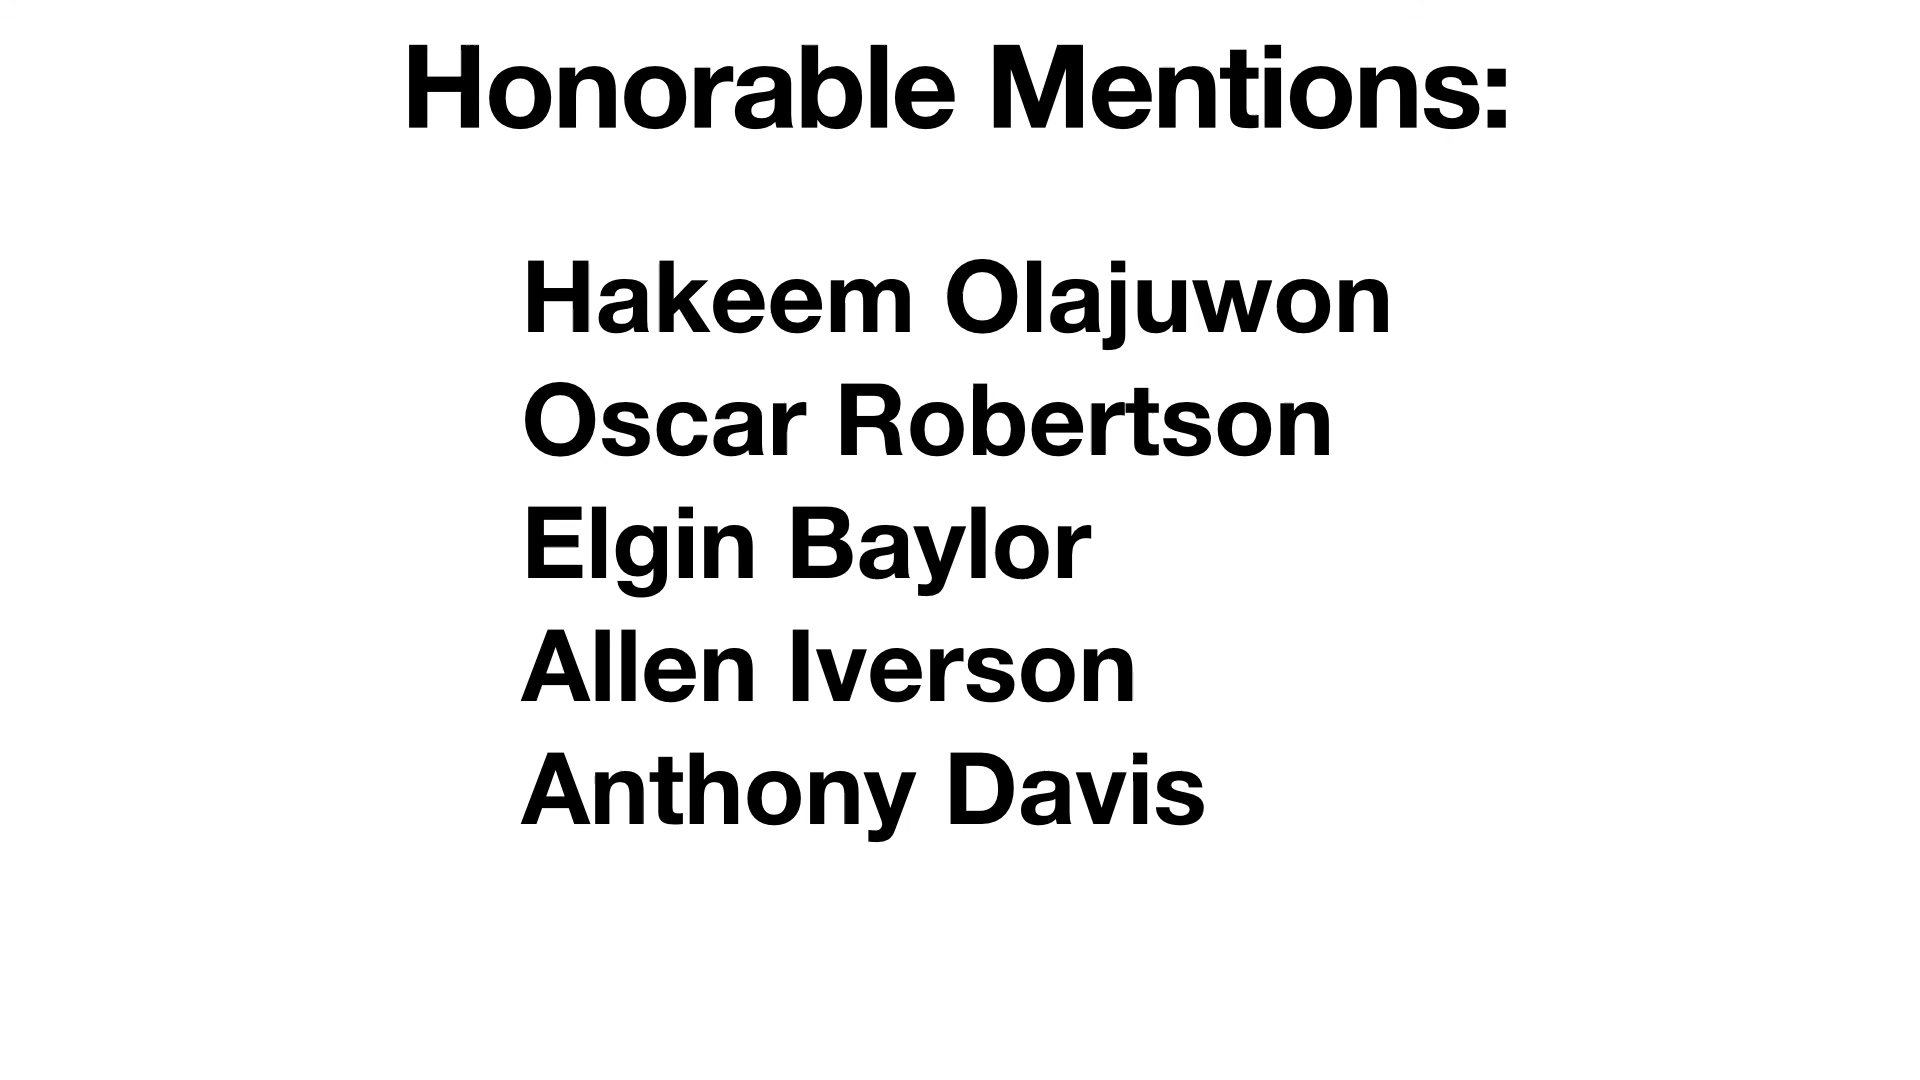 Honorable Mentions:
Hakeem Olajuwon
Oscar Robertson
Elgin Baylor
Allen Iverson
Anthony Davis